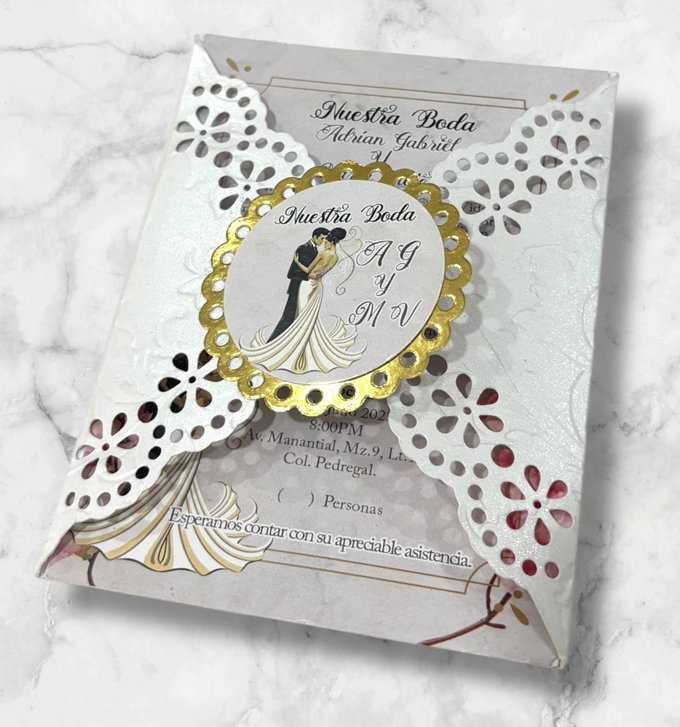 Nuestra Boda
Adrian Gabriel
Y
Nuestra Boda
A G
y
M V
8:00PM
Av. Manantial, Mz.9, Lt.
Col. Pedregal.
( ) Personas
Esperamos contar con su apreciable asistencia.